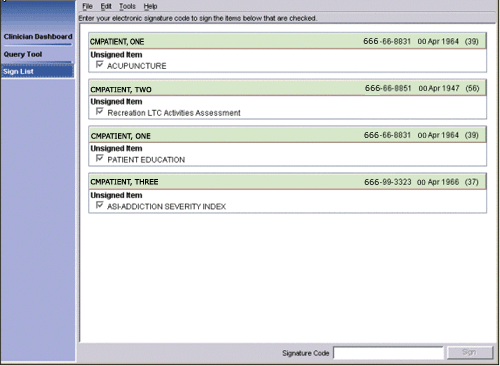 File Edit Tools Help
Enter your electronic signature code to sign the items below that are checked.
Clinician Dashboard
Query Tool
Sign List
CMPATIENT, ONE 666-66-8831 00 Apr 1964 (39)
Unsigned Item
ACUPUNCTURE
CMPATIENT, TWO 666-66-8851 00 Apr 1947 (56)
Unsigned Item
Recreation LTC Activities Assessment
CMPATIENT, ONE 666-66-8831 00 Apr 1964 (39)
Unsigned Item
PATIENT EDUCATION
CMPATIENT, THREE 666-99-3323 00 Apr 1966 (37)
Unsigned Item
ASI-ADDICTION SEVERITY INDEX
Signature Code Sign